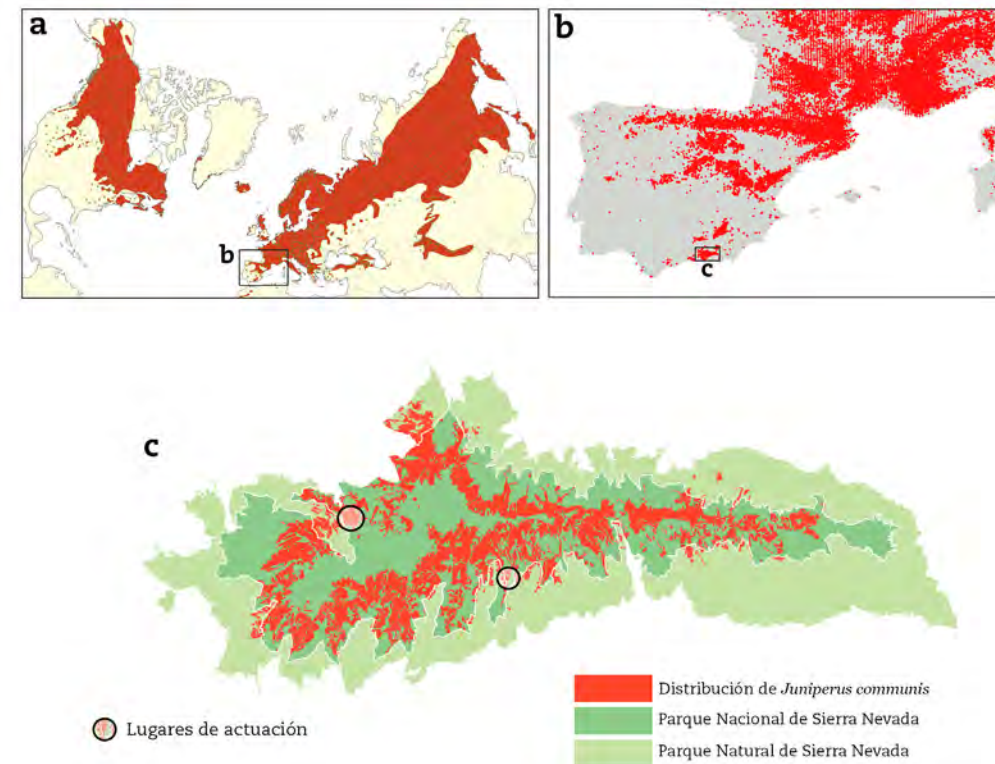 a
b
b
c
c
Distribución de Juniperus communis
Parque Nacional de Sierra Nevada
Lugares de actuación
Parque Natural de Sierra Nevada